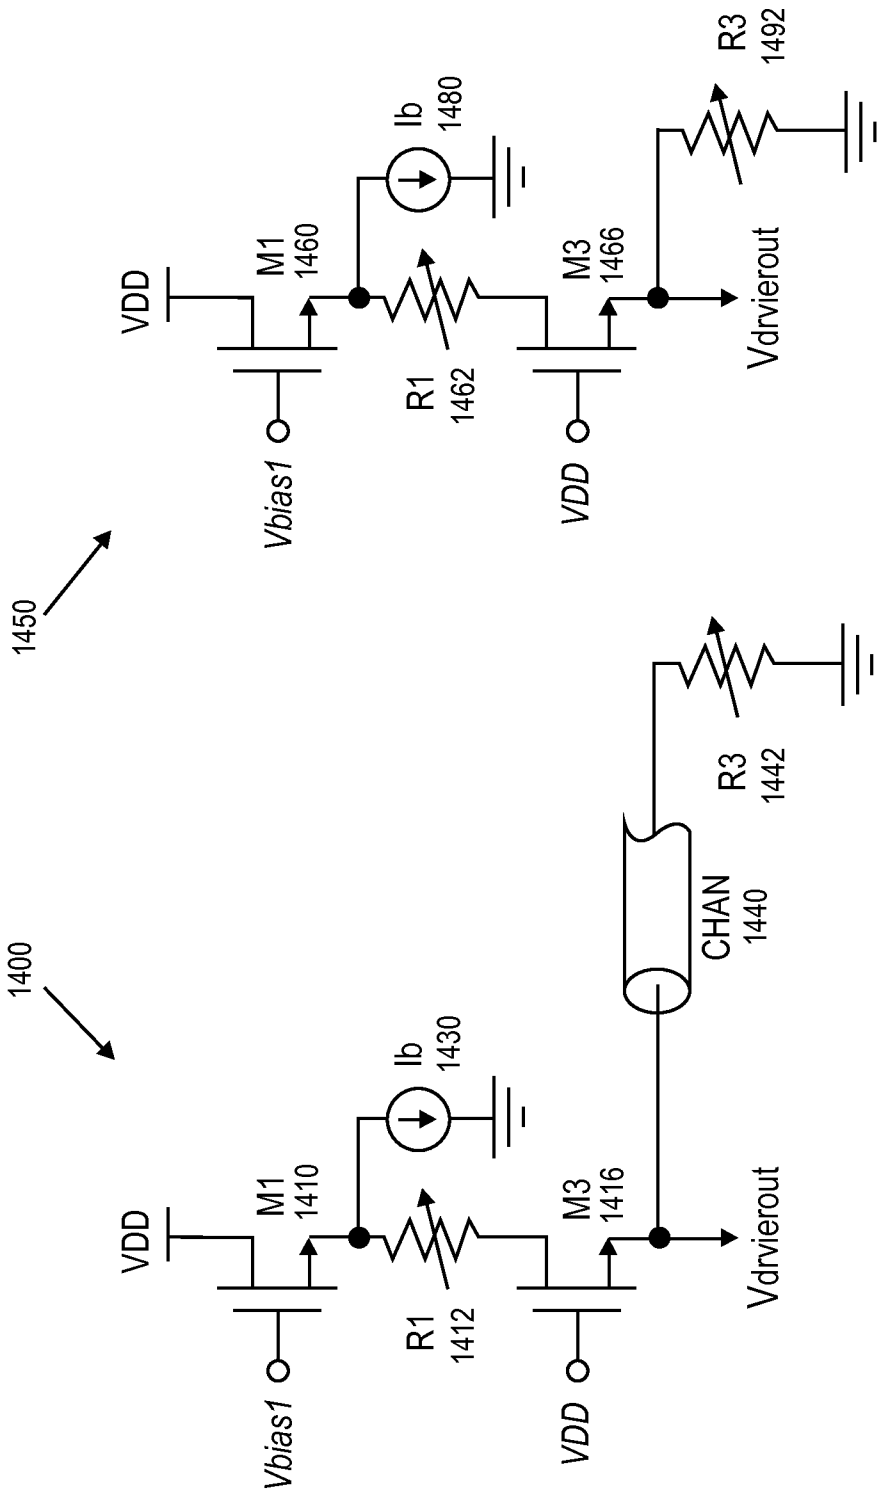 1400
VDD
Vbias1
M1
1410
Ib
1430
R1
1412
VDD
M3
1416
CHAN
1440
R3
1442
Vdrvierout
1450
VDD
Vbias1
M1
1460
Ib
1480
R1
1462
VDD
M3
1466
R3
1492
Vdrvierout